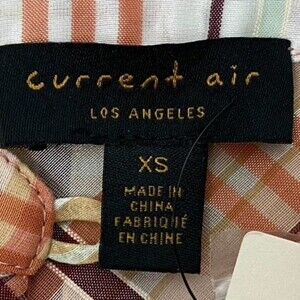 current air
LOS ANGELES
XS
MADE IN
CHINA
FABRIQUÉ
EN CHINE